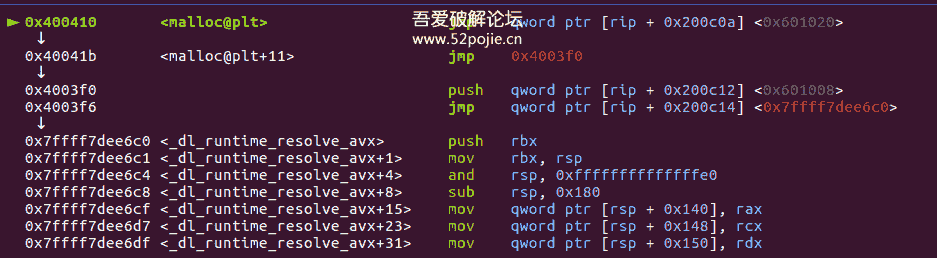 吾爱破解论坛
www.52pojie.cn
► 0x400410 <malloc@plt> jmp qword ptr [rip + 0x200c0a] <0x601020>
↓
0x40041b <malloc@plt+11> jmp 0x4003f0
↓
0x4003f0 push qword ptr [rip + 0x200c12] <0x601008>
0x4003f6 jmp qword ptr [rip + 0x200c14] <0x7ffff7dee6c0>
↓
0x7ffff7dee6c0 <_dl_runtime_resolve_avx> push rbx
0x7ffff7dee6c1 <_dl_runtime_resolve_avx+1> mov rbx, rsp
0x7ffff7dee6c4 <_dl_runtime_resolve_avx+4> and rsp, 0xffffffffffffffe0
0x7ffff7dee6c8 <_dl_runtime_resolve_avx+8> sub rsp, 0x180
0x7ffff7dee6cf <_dl_runtime_resolve_avx+15> mov qword ptr [rsp + 0x140], rax
0x7ffff7dee6d7 <_dl_runtime_resolve_avx+23> mov qword ptr [rsp + 0x148], rcx
0x7ffff7dee6df <_dl_runtime_resolve_avx+31> mov qword ptr [rsp + 0x150], rdx